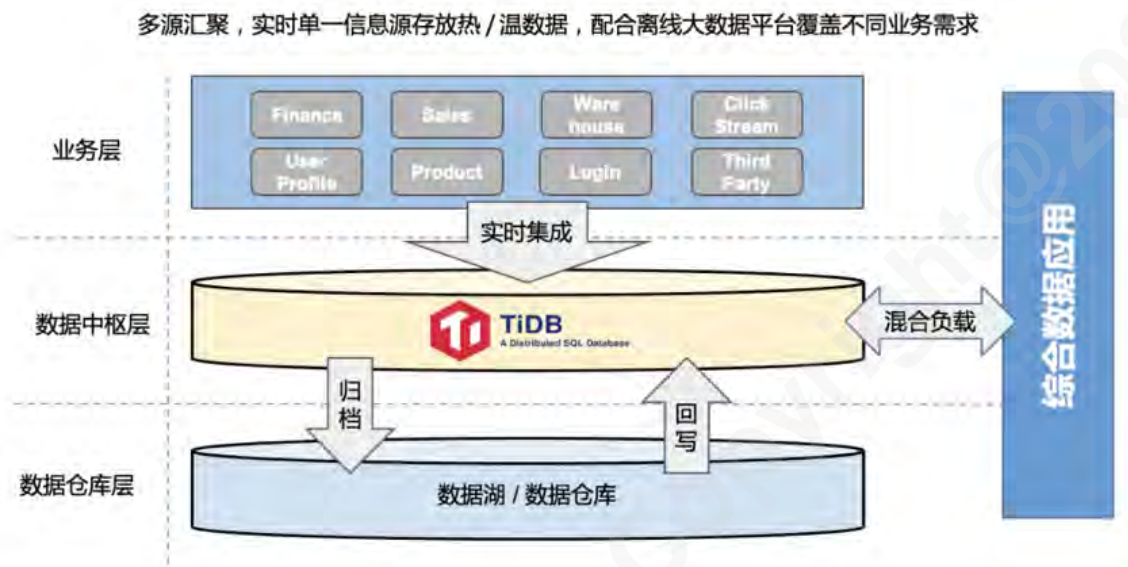 多源汇聚，实时单一信息源存放热 / 温数据，配合离线大数据平台覆盖不同业务需求
业务层
Finance
Sales
Ware
house
Click
Stream
User
Profile
Product
Login
Third
Party
实时集成
数据中枢层
TiDB
A Distributed SQL Database
混合负载
综合数据应用
归
档
回
写
数据仓库层
数据湖 / 数据仓库